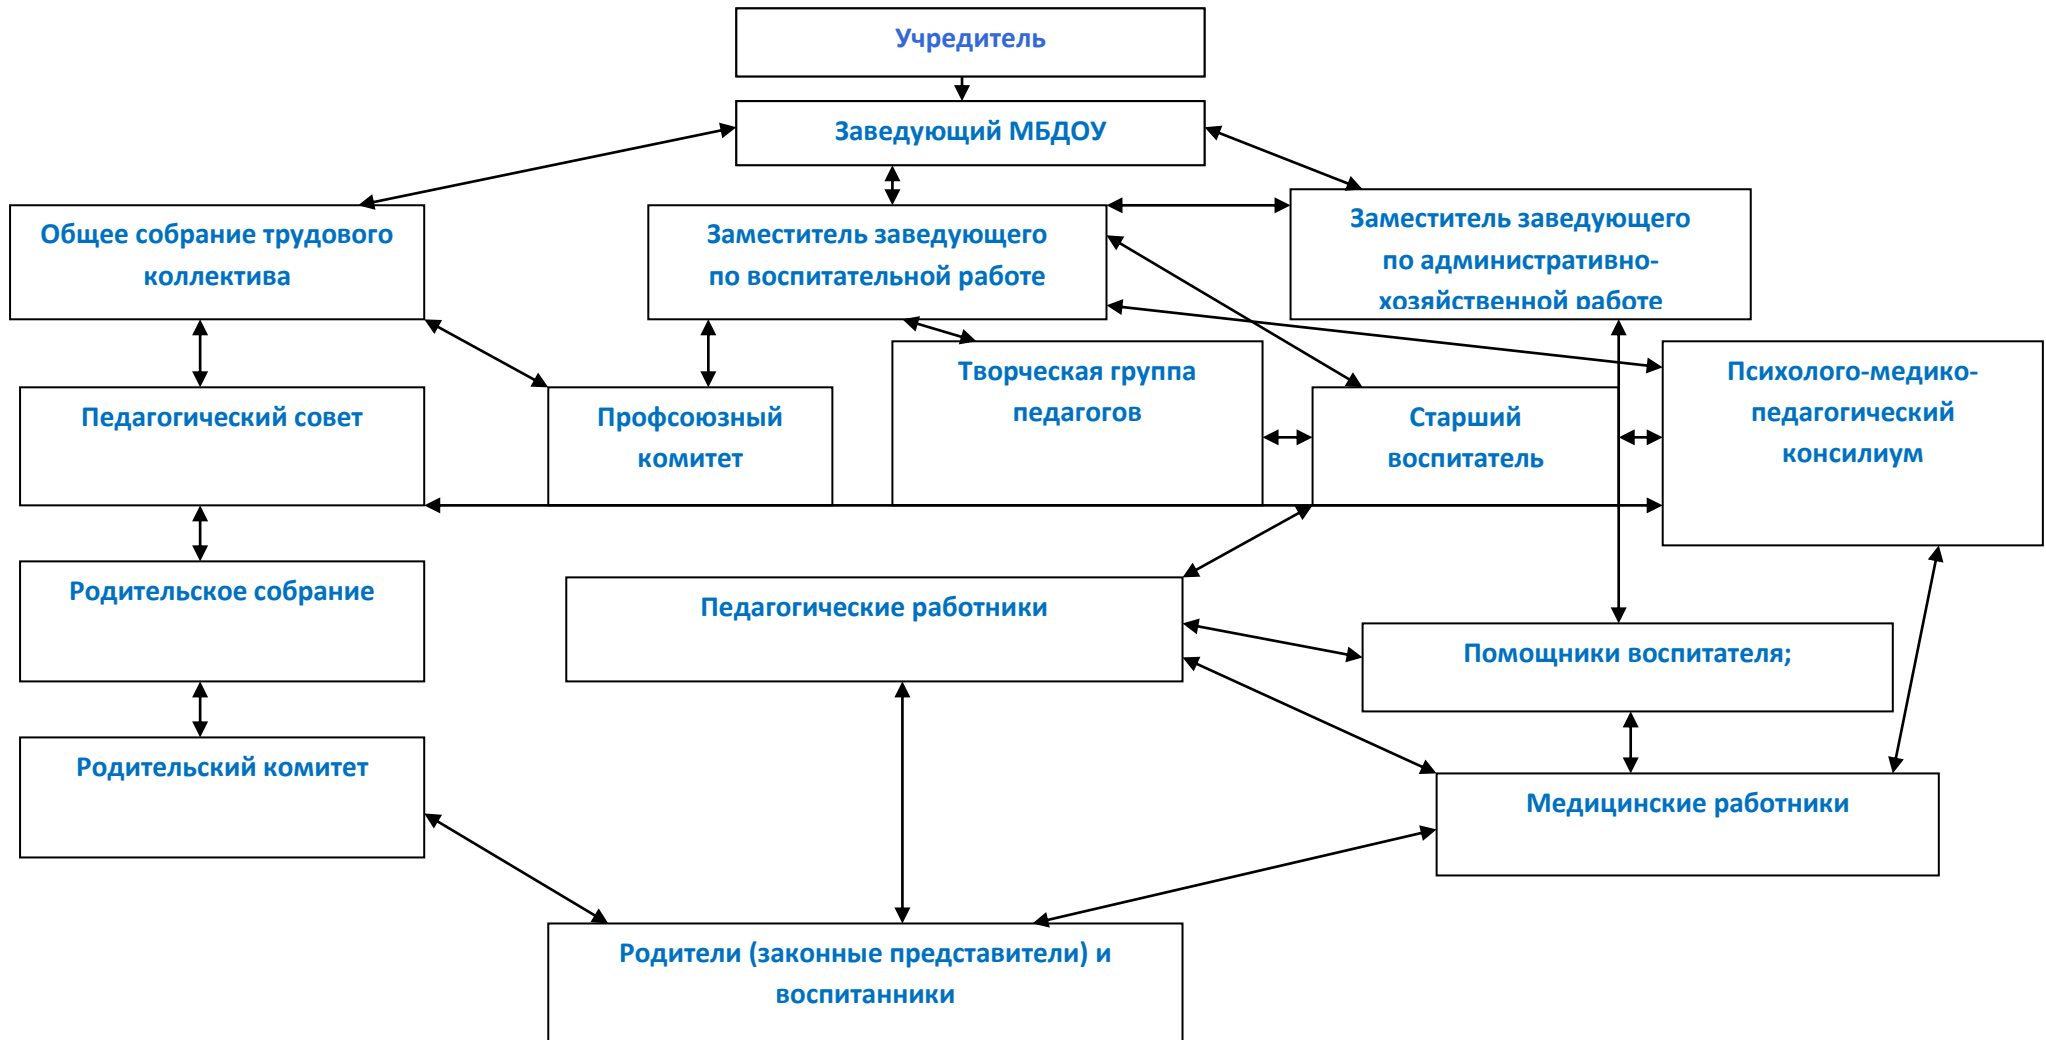 Учредитель
Заведующий МБДОУ
Общее собрание трудового
коллектива
Заместитель заведующего
по воспитательной работе
Заместитель заведующего
по административно-
хозяйственной работе
Педагогический совет
Профсоюзный
комитет
Творческая группа
педагогов
Старший
воспитатель
Психолого-медико-
педагогический
консилиум
Родительское собрание
Педагогические работники
Помощники воспитателя;
Родительский комитет
Медицинские работники
Родители (законные представители) и
воспитанники